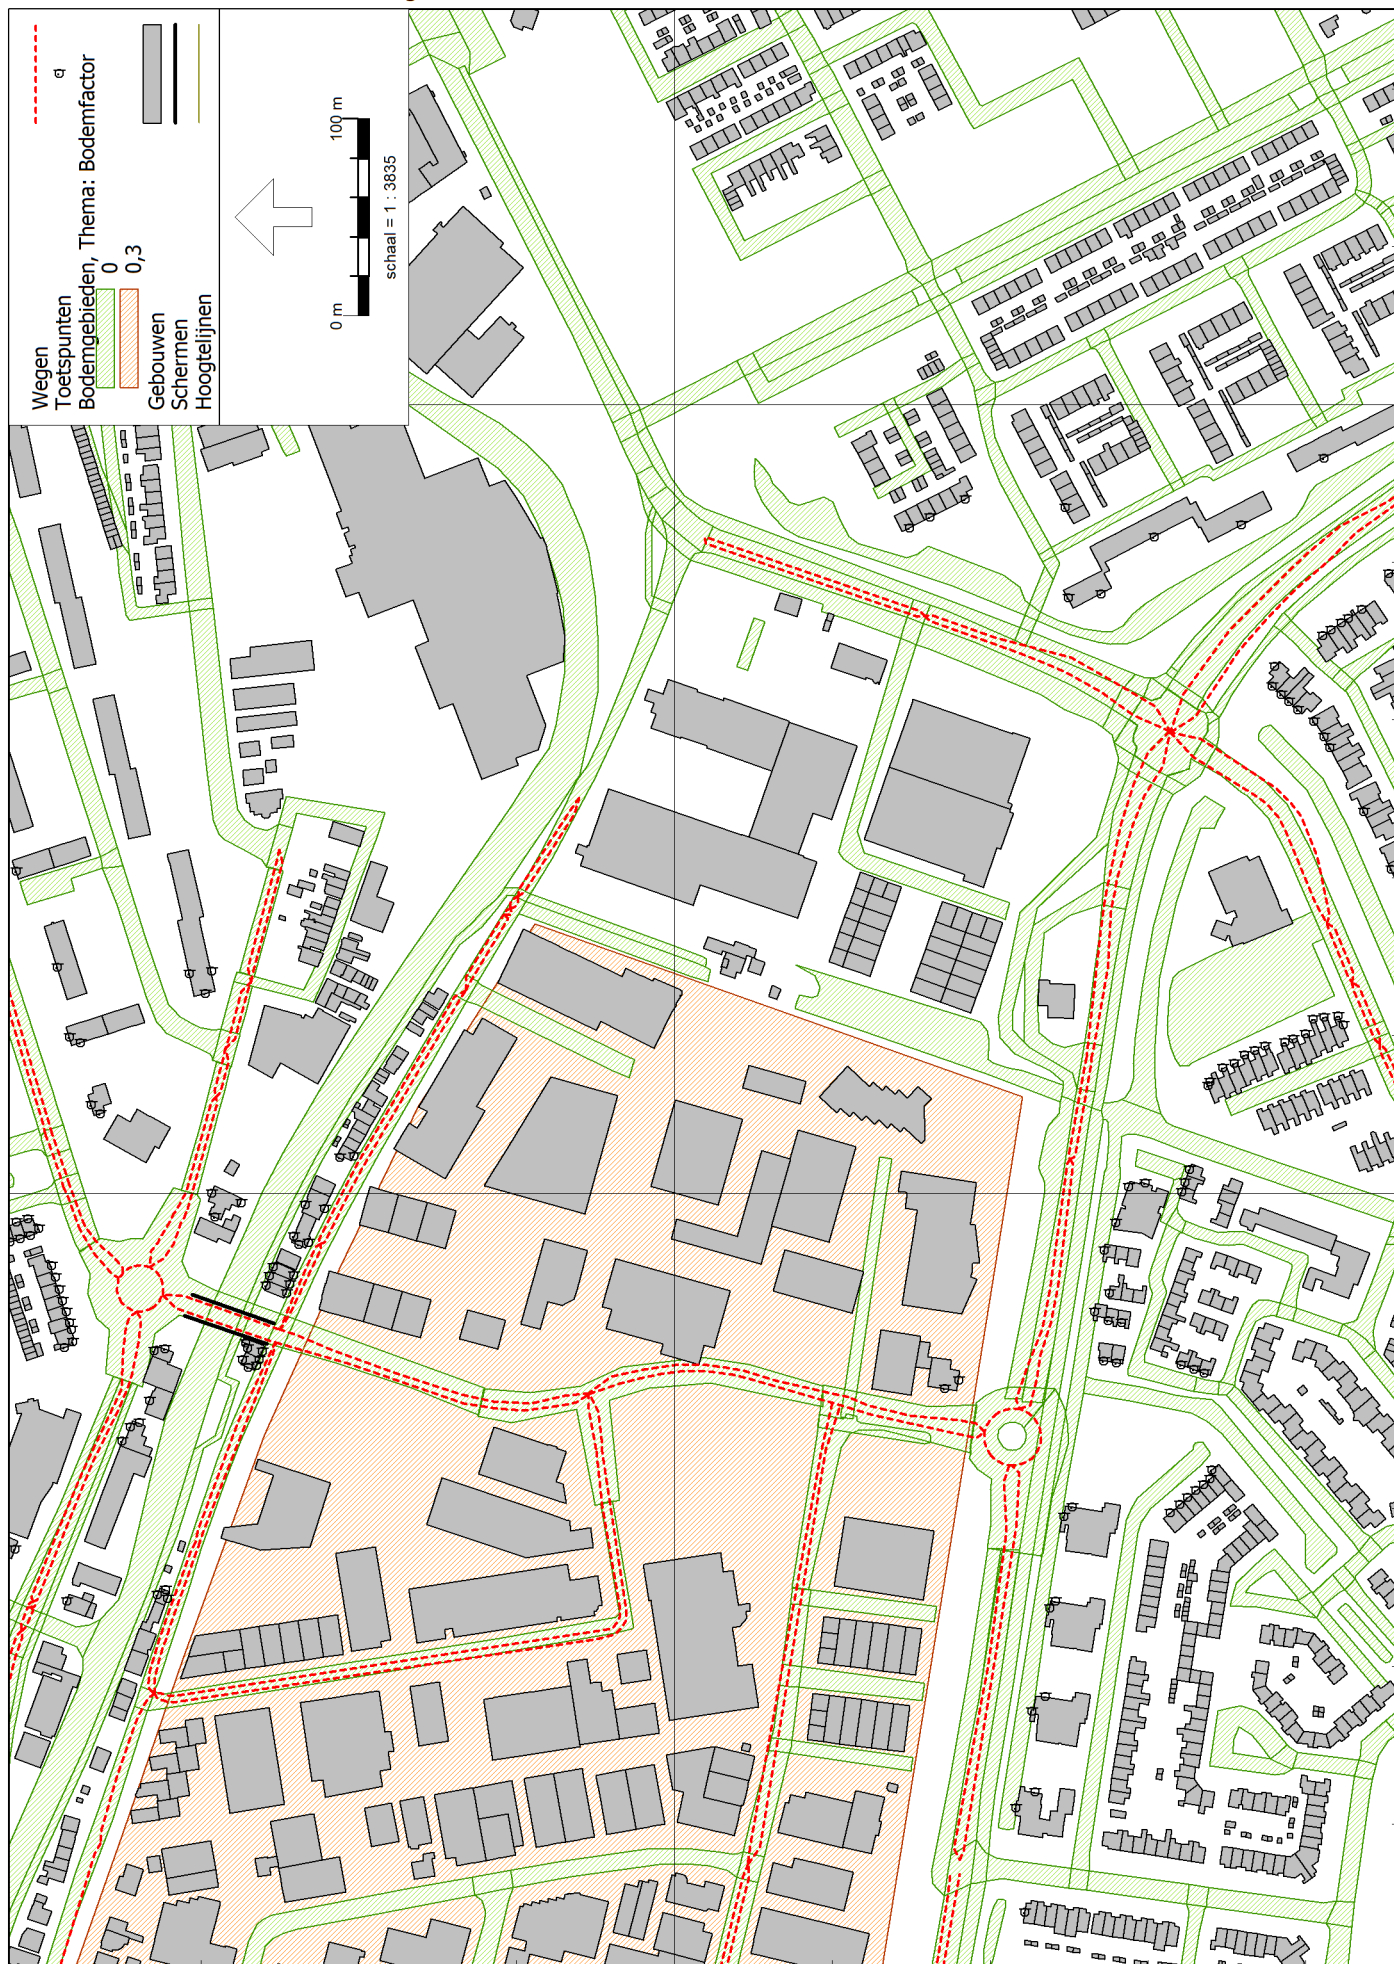 Wegen
Toetspunten
Bodemgebieden, Thema: Bodemfactor
0
0,3
Gebouwen
Schermen
Hoogtelijnen
0 m
100 m
schaal = 1 : 3835